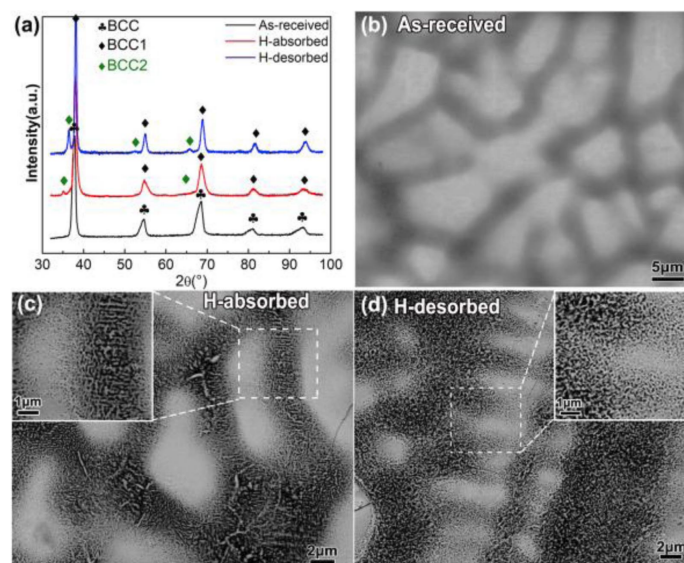 (a)
♣BCC
♦BCC1
♦BCC2
As-received
H-absorbed
H-desorbed
Intensity(a.u.)
30 40 50 60 70 80 90 100
2θ(°)
(b) As-received
5μm
(c) H-absorbed
1μm
2μm
(d) H-desorbed
1μm
2μm